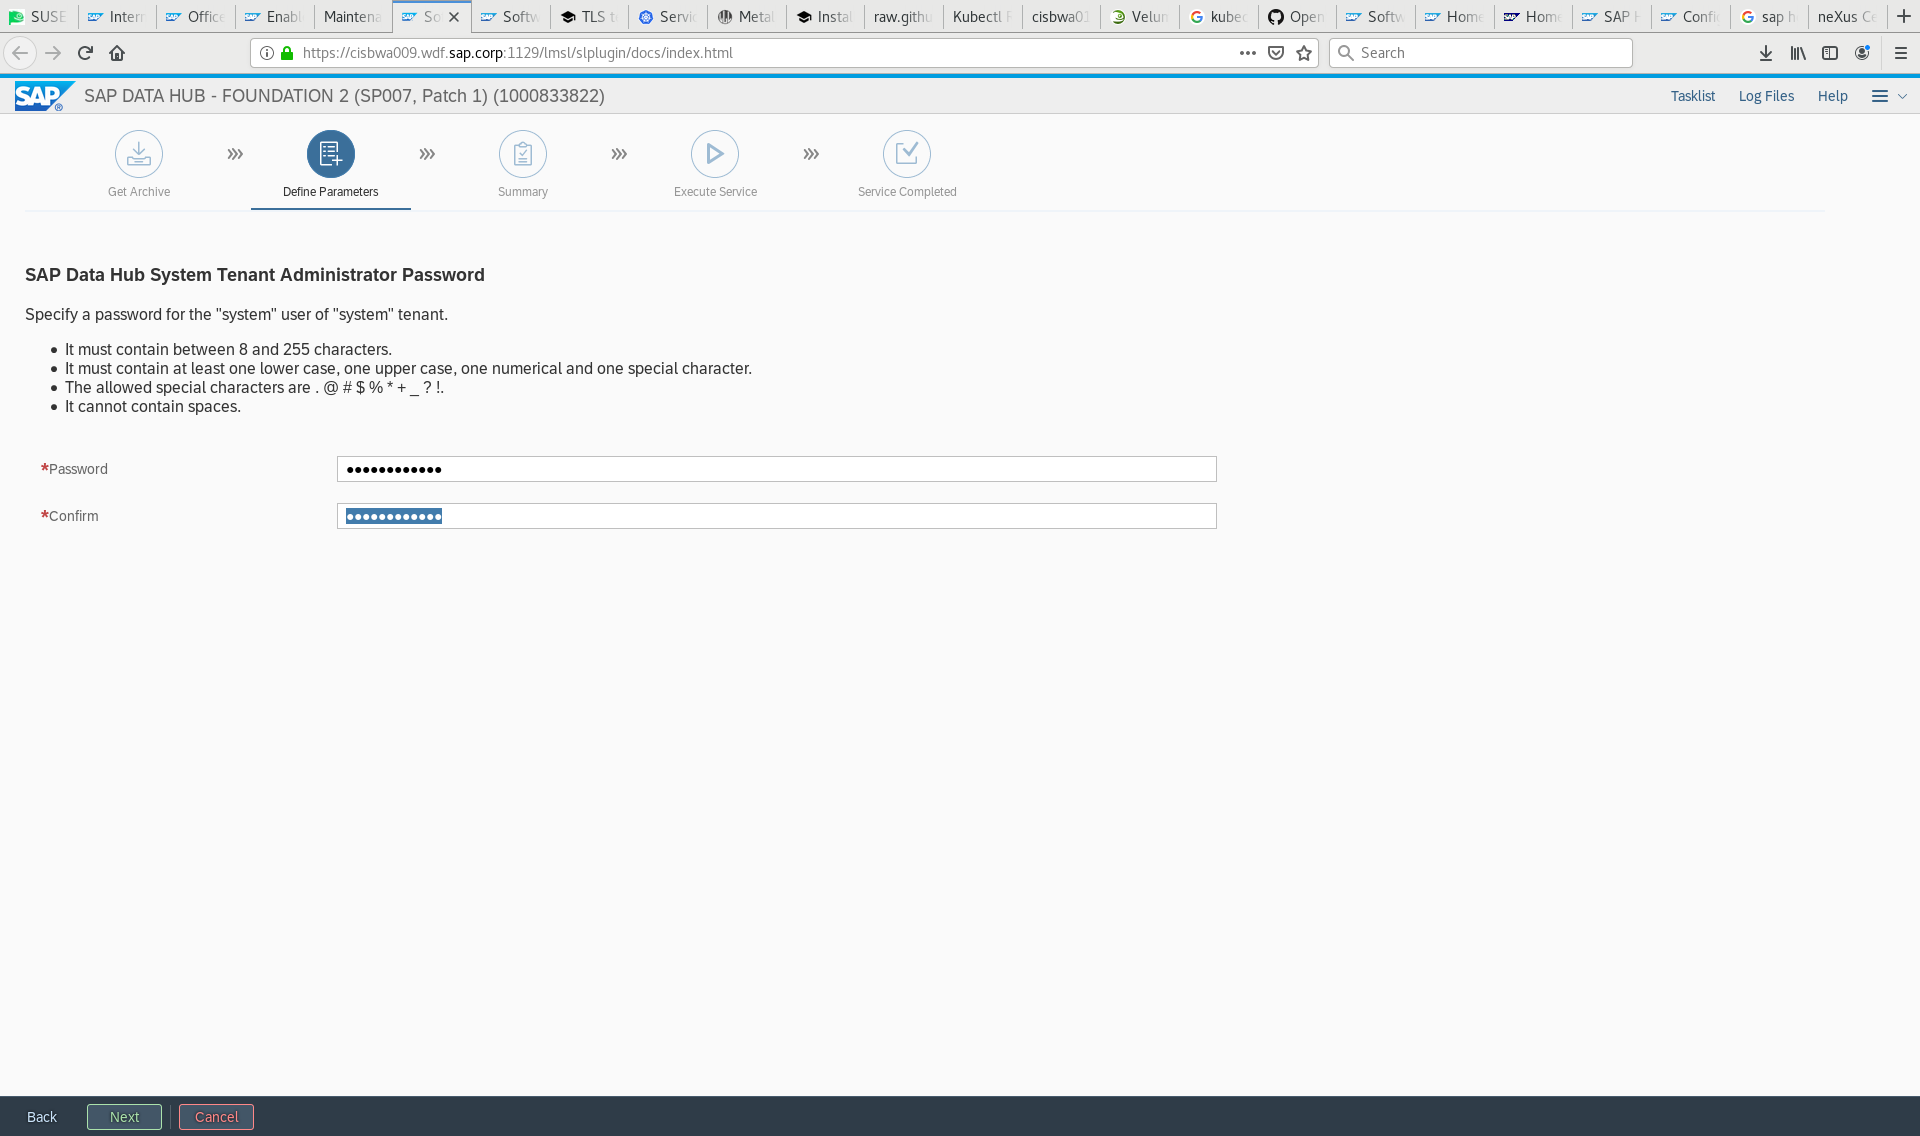 SUSE Intern Office Enabl Maintena So Softw TLS t Servi Metal Instal raw.githu Kubectl cisbwa01 Velun kubec Open Softw Home Home SAP Confi sap h neXus Ce
https://cisbwa009.wdf.sap.corp:1129/lmsl/slplugin/docs/index.html
Search
SAP SAP DATA HUB - FOUNDATION 2 (SP007, Patch 1) (1000833822)
Tasklist Log Files Help
Get Archive Define Parameters Summary Execute Service Service Completed
SAP Data Hub System Tenant Administrator Password
Specify a password for the "system" user of "system" tenant.
• It must contain between 8 and 255 characters.
• It must contain at least one lower case, one upper case, one numerical and one special character.
• The allowed special characters are . @ # $ % * + _ ? !.
• It cannot contain spaces.
*Password ●●●●●●●●●●●●
*Confirm ●●●●●●●●●●●●
Back Next Cancel